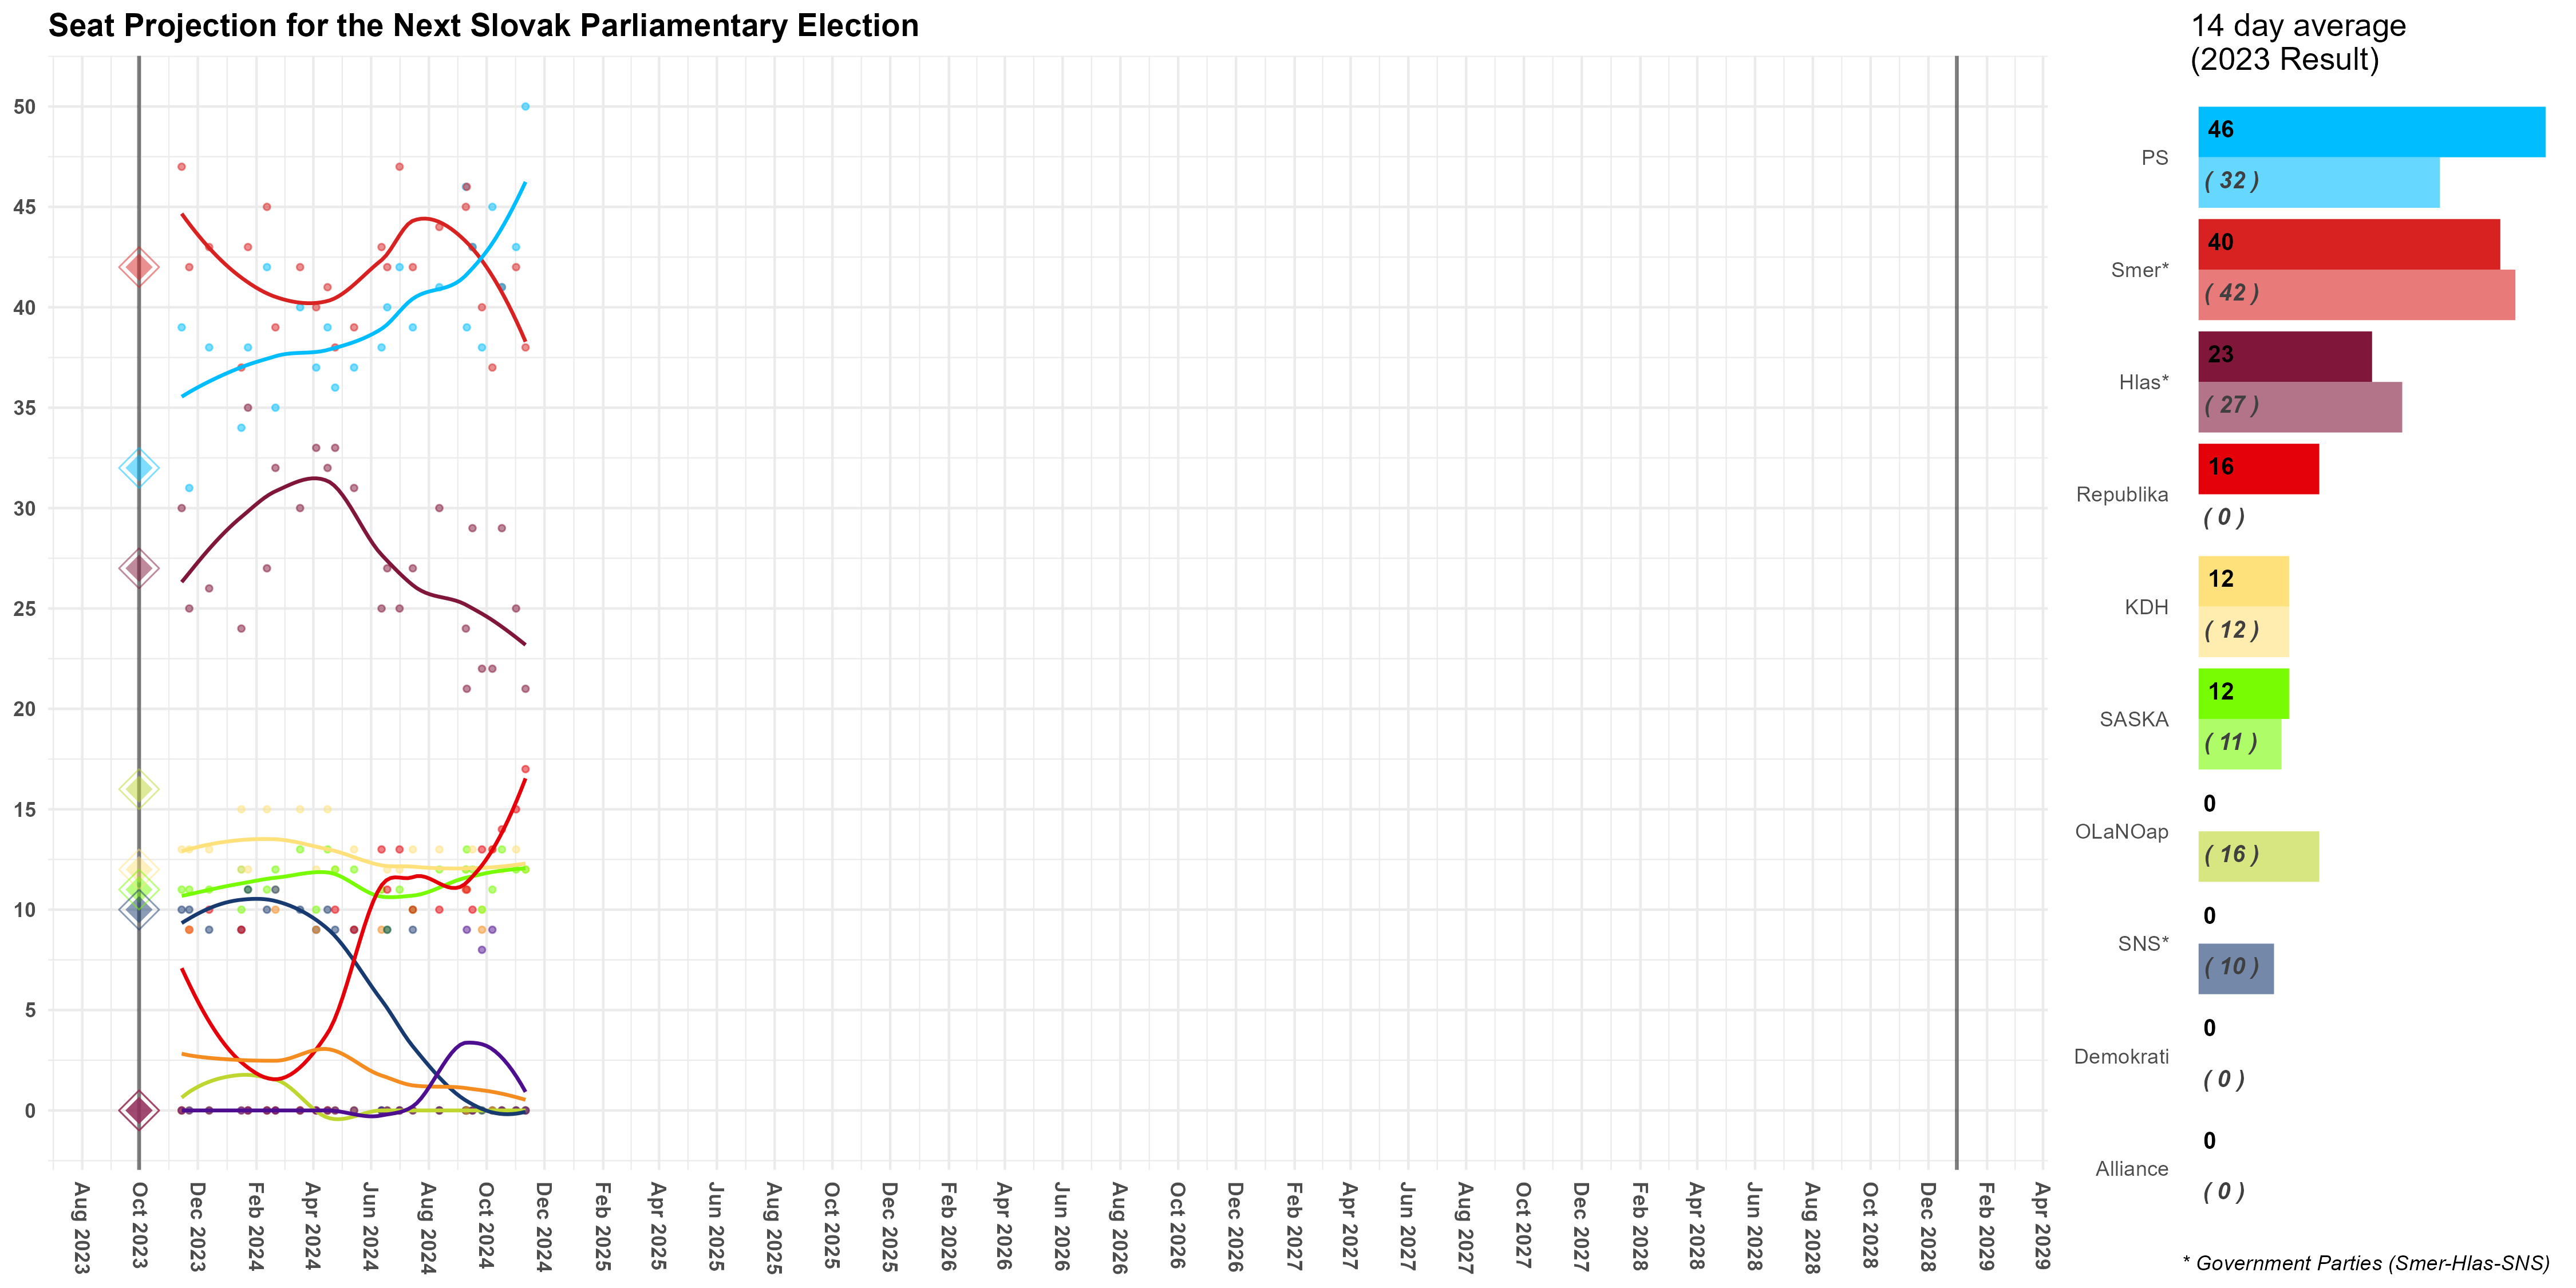 Seat Projection for the Next Slovak Parliamentary Election
14 day average
(2023 Result)
50
45
40
35
30
25
20
15
10
5
0
Aug 2023
Oct 2023
Dec 2023
Feb 2024
Apr 2024
Jun 2024
Aug 2024
Oct 2024
Dec 2024
Feb 2025
Apr 2025
Jun 2025
Aug 2025
Oct 2025
Dec 2025
Feb 2026
Apr 2026
Jun 2026
Aug 2026
Oct 2026
Dec 2026
Feb 2027
Apr 2027
Jun 2027
Aug 2027
Oct 2027
Dec 2027
Feb 2028
Apr 2028
Jun 2028
Aug 2028
Oct 2028
Dec 2028
Feb 2029
Apr 2029
46
PS
( 32 )
40
Smer*
( 42 )
23
Hlas*
( 27 )
16
Republika
( 0 )
12
KDH
( 12 )
12
SASKA
( 11 )
0
OLaNOap
( 16 )
0
SNS*
( 10 )
0
Demokrati
( 0 )
0
Alliance
( 0 )
* Government Parties (Smer-Hlas-SNS)